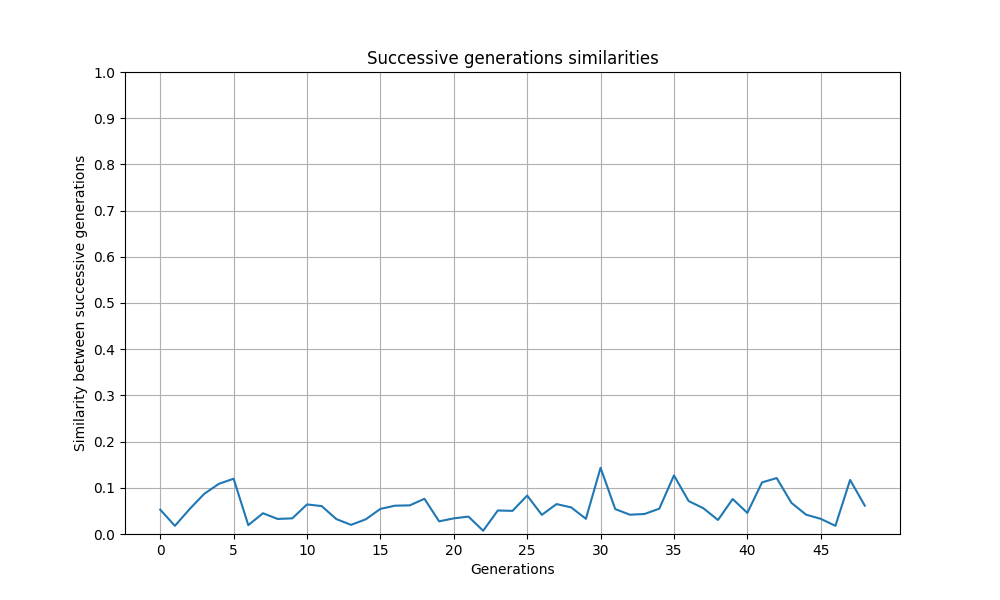 Successive generations similarities
Similarity between successive generations
1.0
0.9
0.8
0.7
0.6
0.5
0.4
0.3
0.2
0.1
0.0
0 5 10 15 20 25 30 35 40 45
Generations